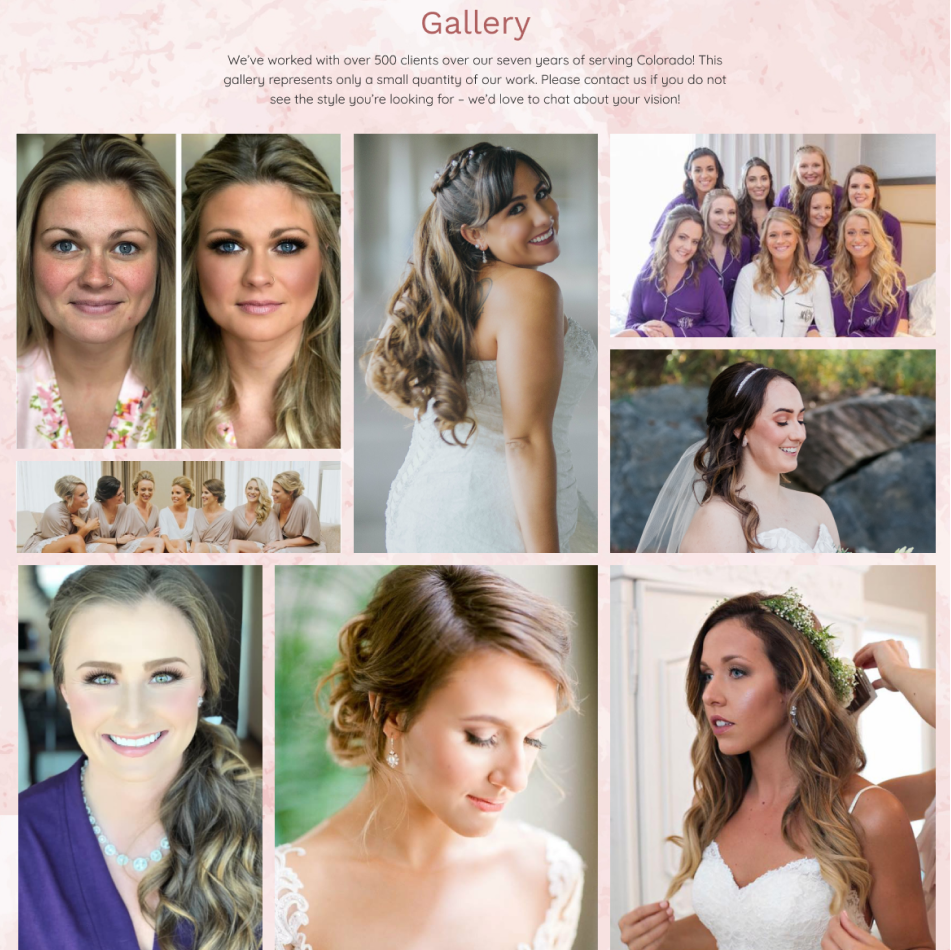 Gallery
We've worked with over 500 clients over our seven years of serving Colorado! This
gallery represents only a small quantity of our work. Please contact us if you do not
see the style you're looking for – we'd love to chat about your vision!